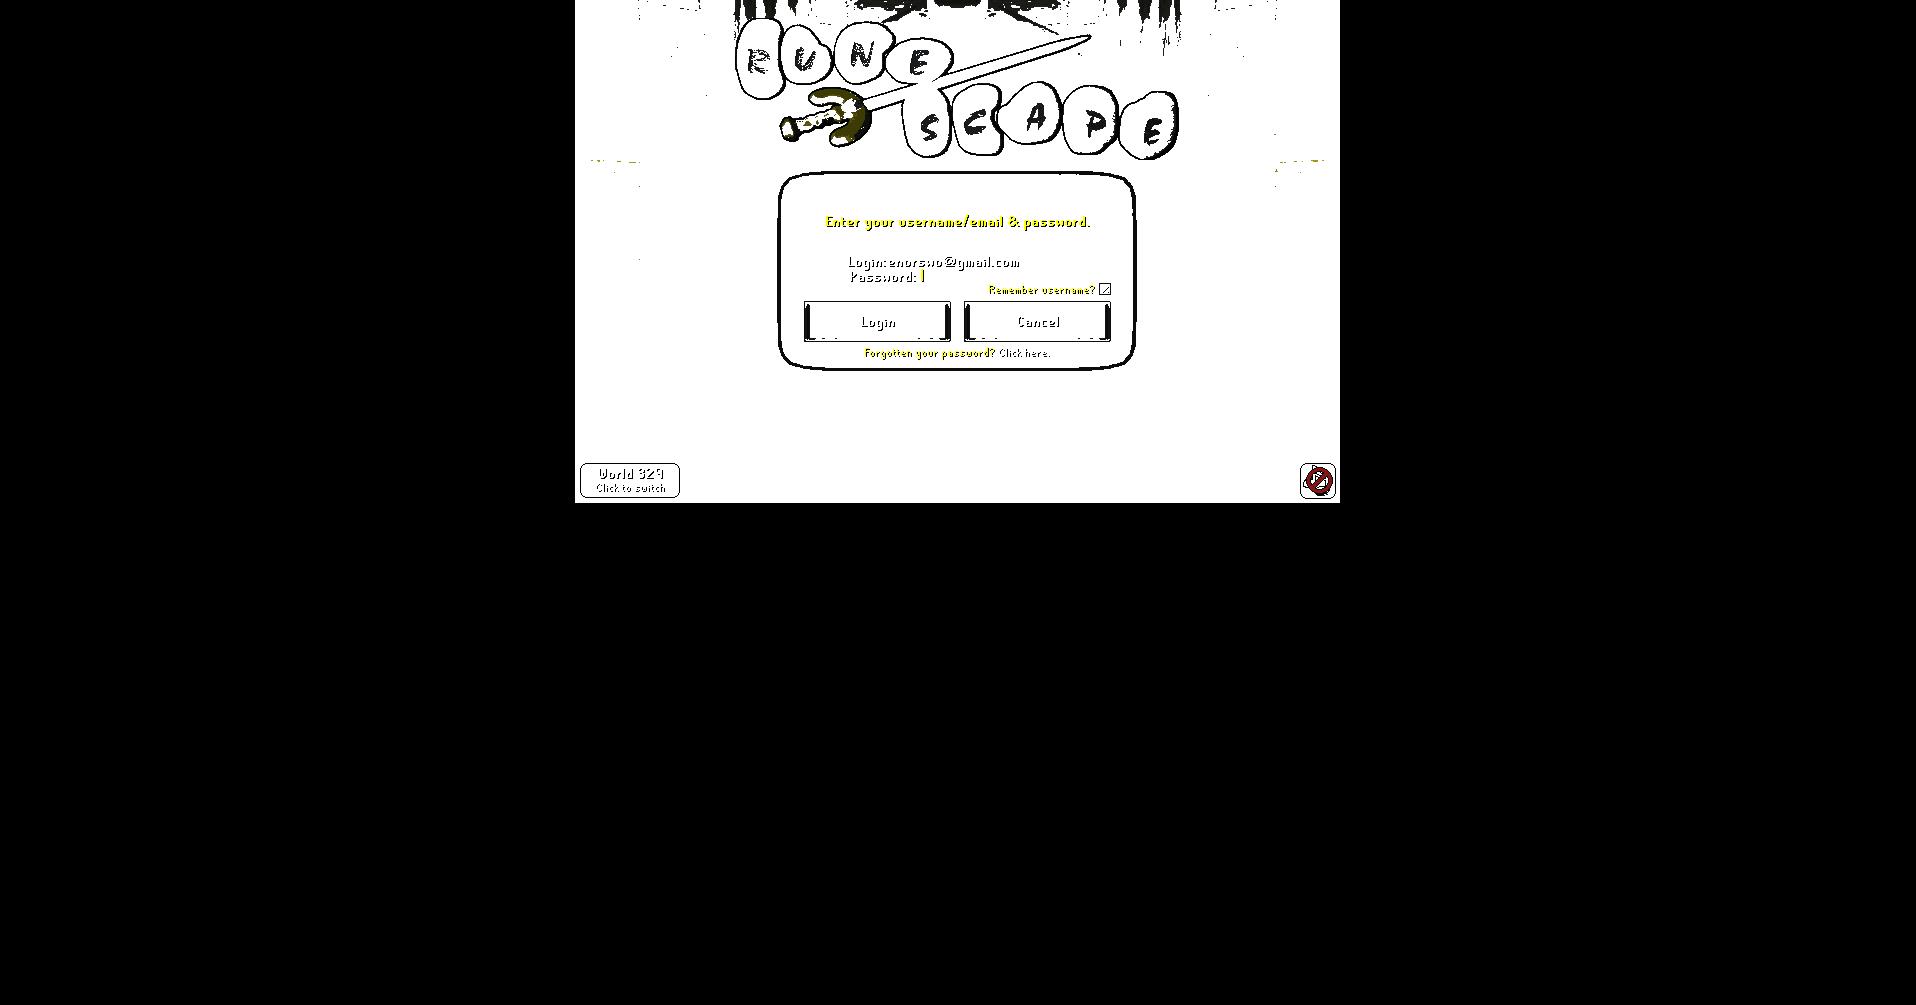 RUNE
SCAPE
Enter your username/email & password.
Login: enorswo@gmail.com
Password:
Remember username?
Login Cancel
Forgotten your password? Click here.
World 329
Click to switch